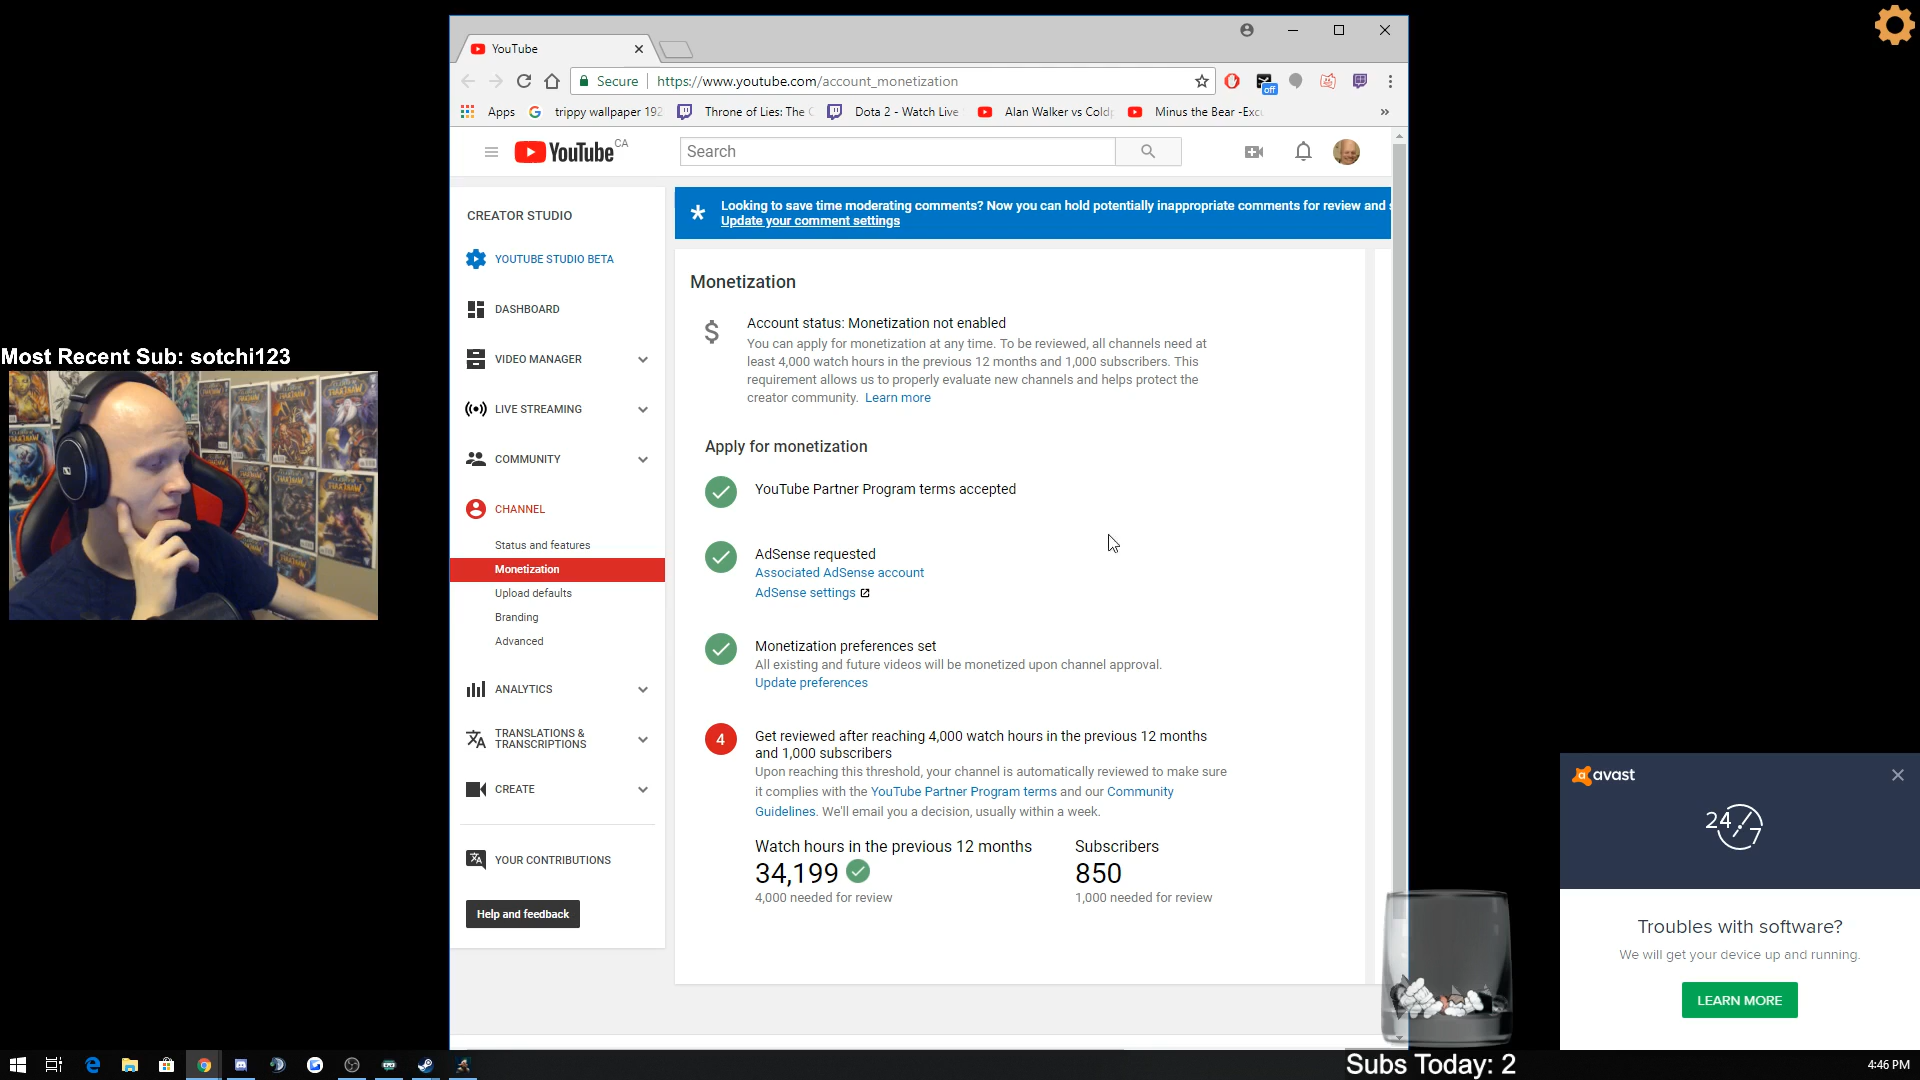 YouTube
Secure
https://www.youtube.com/account_monetization
off
Apps
trippy wallpaper 192
Throne of Lies: The
Dota 2 - Watch Live
Alan Walker vs Cold
Minus the Bear -Exc
»
YouTube CA
Search
CREATOR STUDIO
YOUTUBE STUDIO BETA
DASHBOARD
VIDEO MANAGER
LIVE STREAMING
COMMUNITY
CHANNEL
Status and features
Monetization
Upload defaults
Branding
Advanced
ANALYTICS
TRANSLATIONS &
TRANSCRIPTIONS
CREATE
YOUR CONTRIBUTIONS
Help and feedback
Looking to save time moderating comments? Now you can hold potentially inappropriate comments for review and
Update your comment settings
Monetization
Account status: Monetization not enabled
You can apply for monetization at any time. To be reviewed, all channels need at
least 4,000 watch hours in the previous 12 months and 1,000 subscribers. This
requirement allows us to properly evaluate new channels and helps protect the
creator community. Learn more
Apply for monetization
YouTube Partner Program terms accepted
AdSense requested
Associated AdSense account
AdSense settings
Monetization preferences set
All existing and future videos will be monetized upon channel approval.
Update preferences
4
Get reviewed after reaching 4,000 watch hours in the previous 12 months
and 1,000 subscribers
Upon reaching this threshold, your channel is automatically reviewed to make sure
it complies with the YouTube Partner Program terms and our Community
Guidelines. We'll email you a decision, usually within a week.
Watch hours in the previous 12 months
34,199
4,000 needed for review
Subscribers
850
1,000 needed for review
Most Recent Sub: sotchi123
avast
24/7
Troubles with software?
We will get your device up and running.
LEARN MORE
Subs Today: 2
4:46 PM